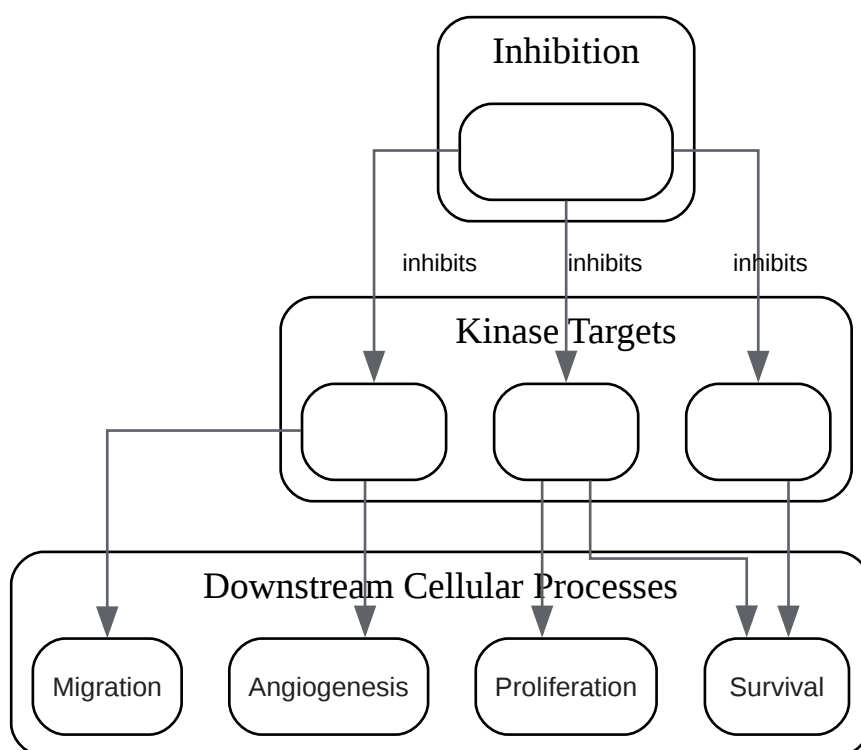 Inhibition
inhibits inhibits inhibits
Kinase Targets
Downstream Cellular Processes
Migration Angiogenesis Proliferation Survival